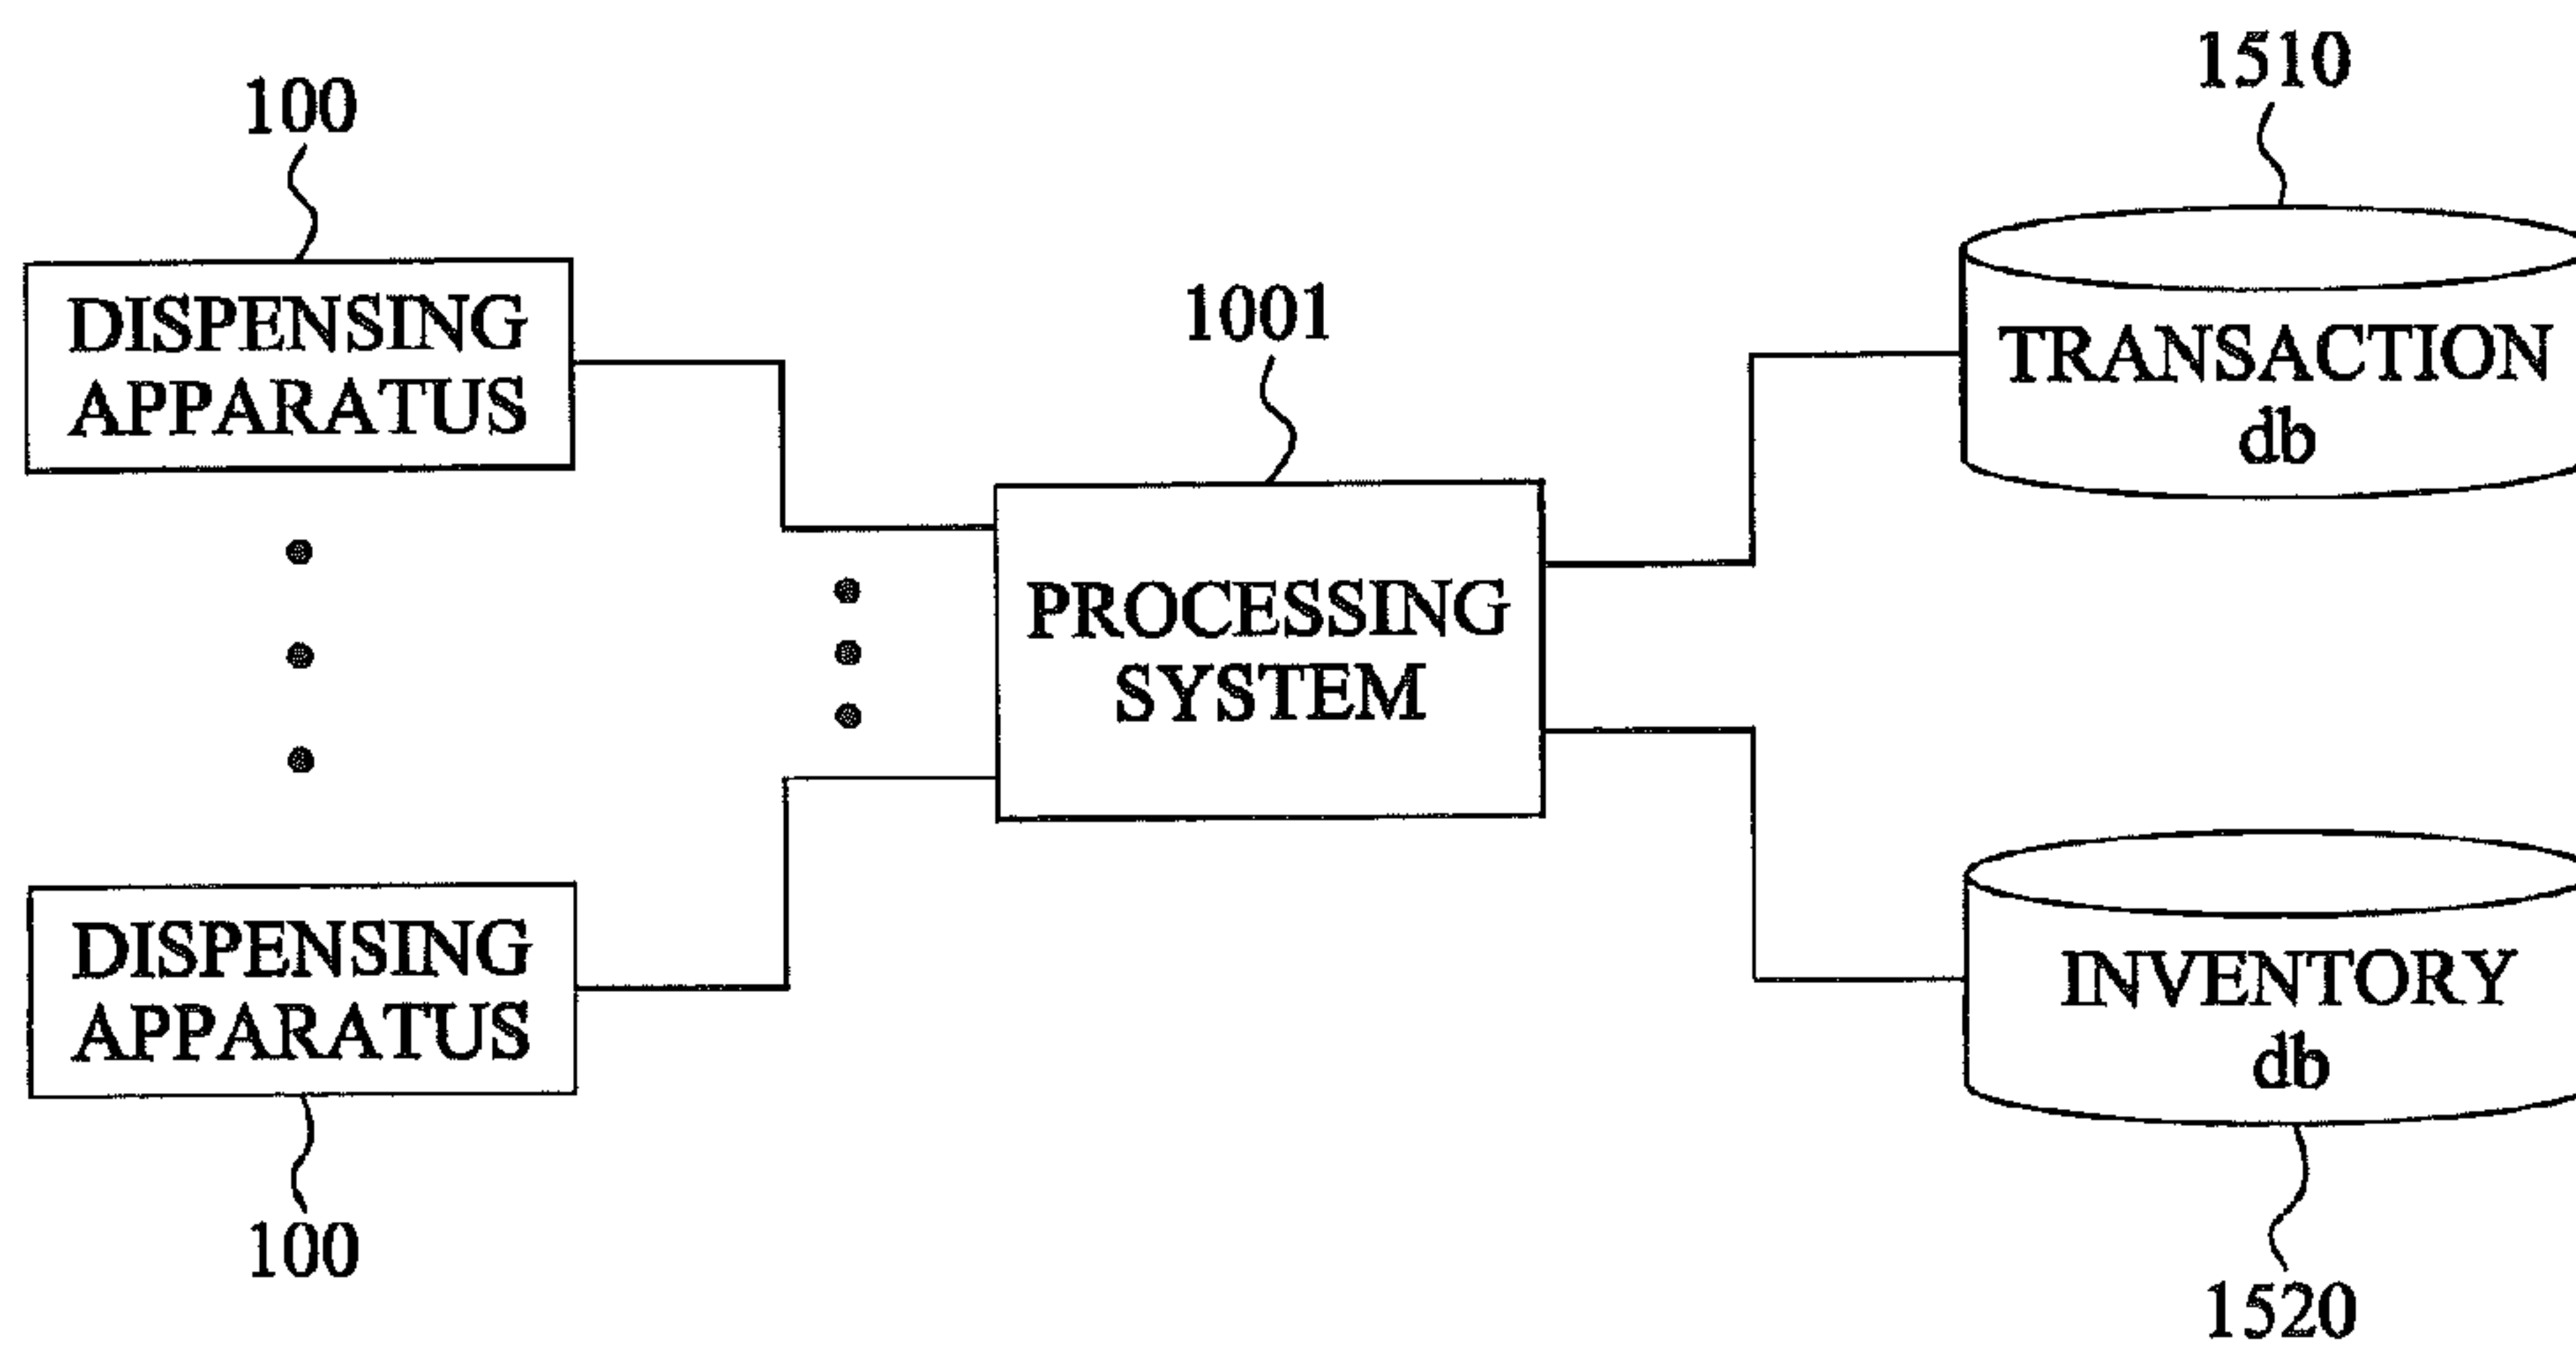 100
DISPENSING
APPARATUS
1001
PROCESSING
SYSTEM
1510
TRANSACTION
db
DISPENSING
APPARATUS
100
INVENTORY
db
1520